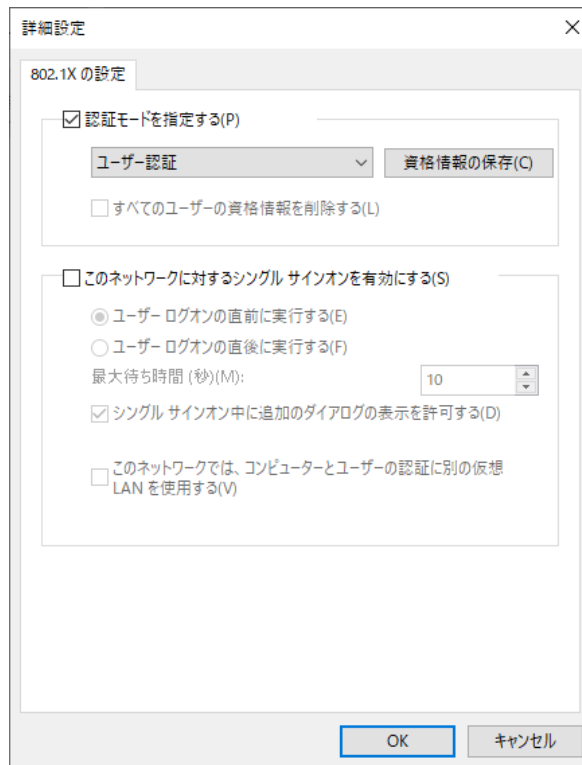 詳細設定
802.1X の設定
認証モードを指定する(P)
ユーザー認証
資格情報の保存(C)
すべてのユーザーの資格情報を削除する(L)
このネットワークに対するシングル サインオンを有効にする(S)
ユーザー ログオンの直前に実行する(E)
ユーザー ログオンの直後に実行する(F)
最大待ち時間 (秒)(M):
10
シングル サインオン中に追加のダイアログの表示を許可する(D)
このネットワークでは、コンピューターとユーザーの認証に別の仮想
LAN を使用する(V)
OK
キャンセル